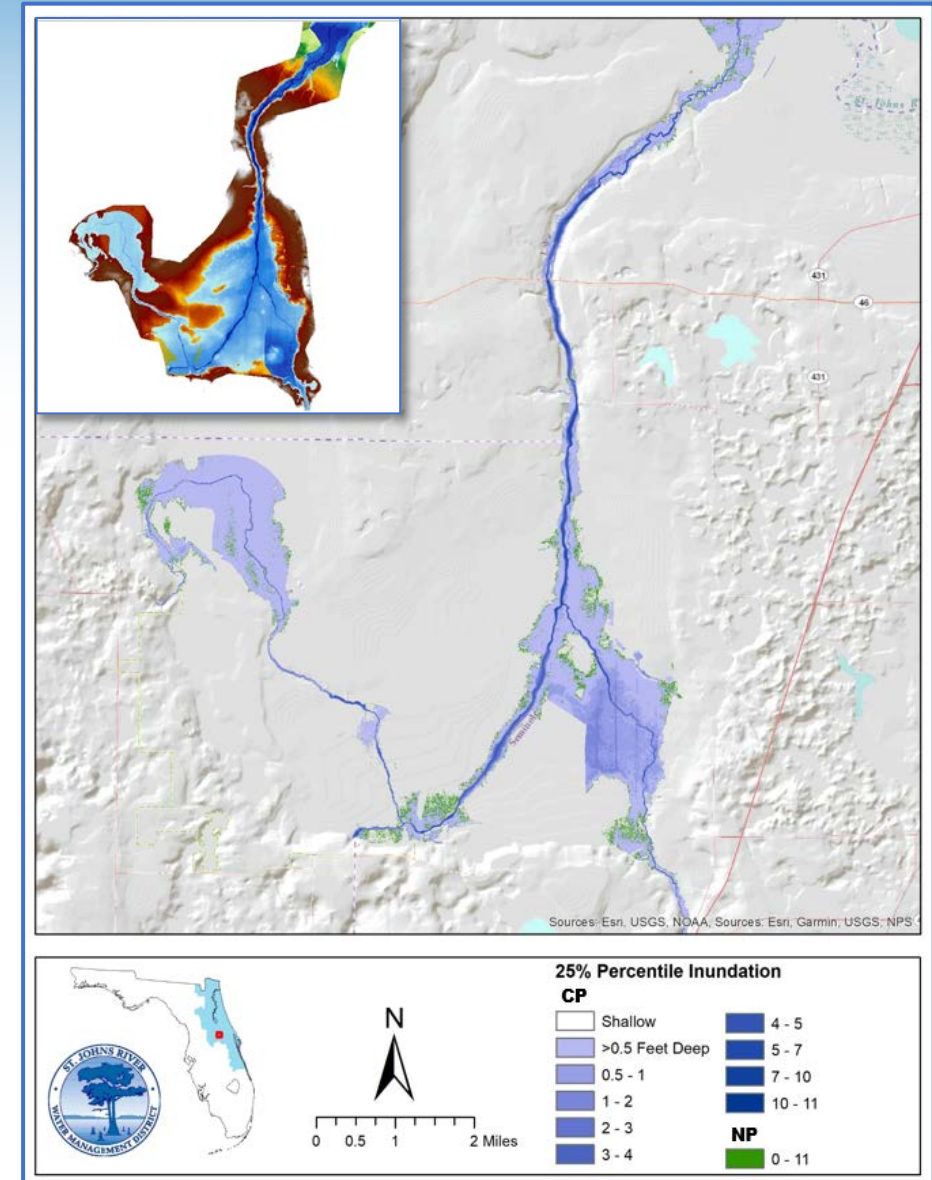 St. Johns R
431
46
431
Seminole
Sources: Esri, USGS, NOAA, Sources: Esri, Garmin, USGS, NPS
25% Percentile Inundation
CP
Shallow
>0.5 Feet Deep
0.5 - 1
1 - 2
2 - 3
3 - 4
4 - 5
5 - 7
7 - 10
10 - 11
NP
0 - 11
N
0 0.5 1 2 Miles
ST. JOHNS RIVER
WATER MANAGEMENT DISTRICT